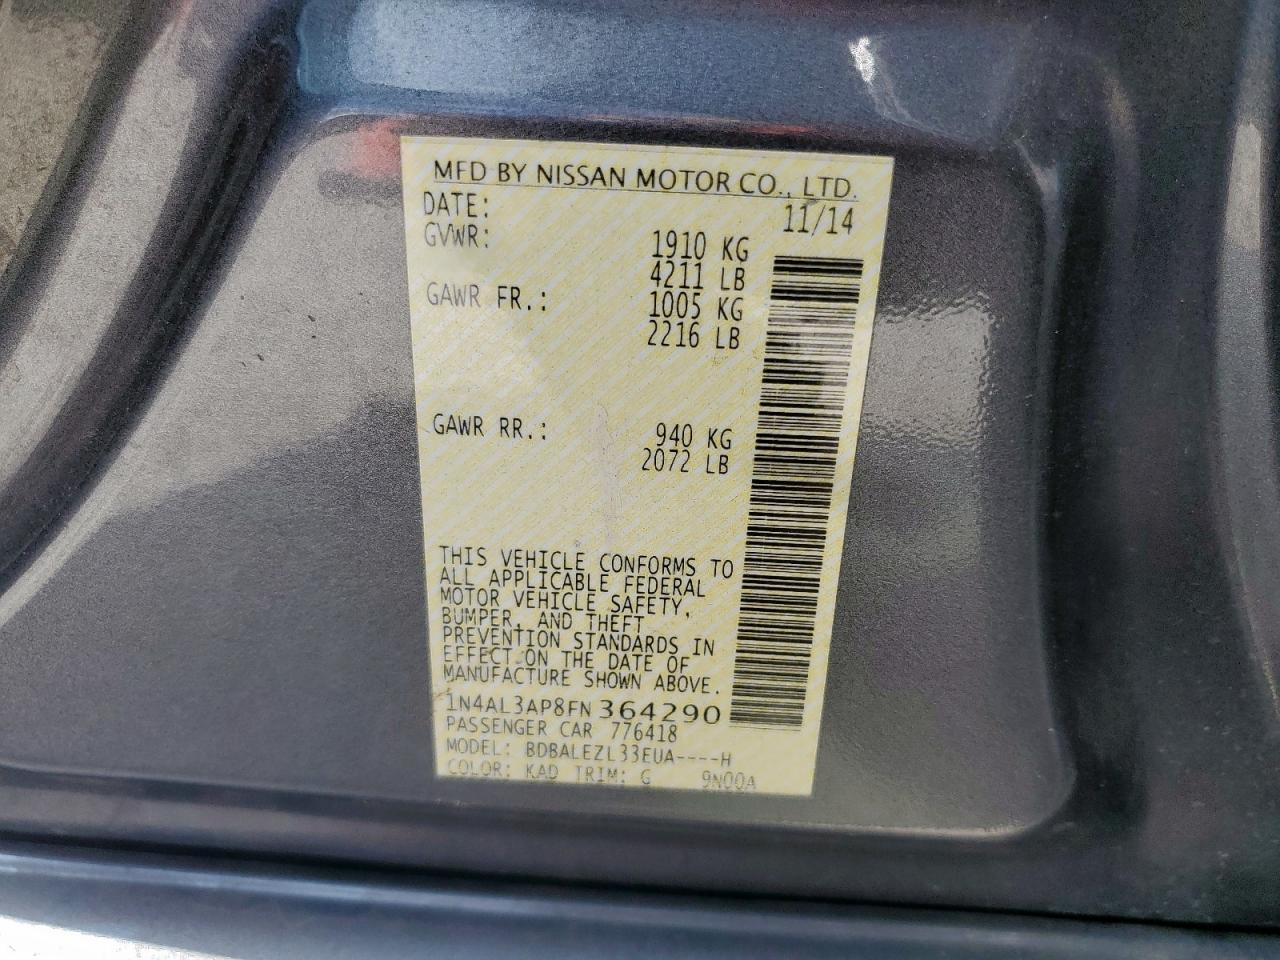 MFD BY NISSAN MOTOR CO., LTD.
DATE: 11/14
GVWR: 1910 KG
4211 LB
GAWR FR.: 1005 KG
2216 LB
GAWR RR.: 940 KG
2072 LB
THIS VEHICLE CONFORMS TO
ALL APPLICABLE FEDERAL
MOTOR VEHICLE SAFETY,
BUMPER, AND THEFT
PREVENTION STANDARDS IN
EFFECT ON THE DATE OF
MANUFACTURE SHOWN ABOVE.
1N4AL3AP8FN 364290
PASSENGER CAR 776418
MODEL: BDBALEZL33EUA----H
COLOR: KAD TRIM: G 9N00A